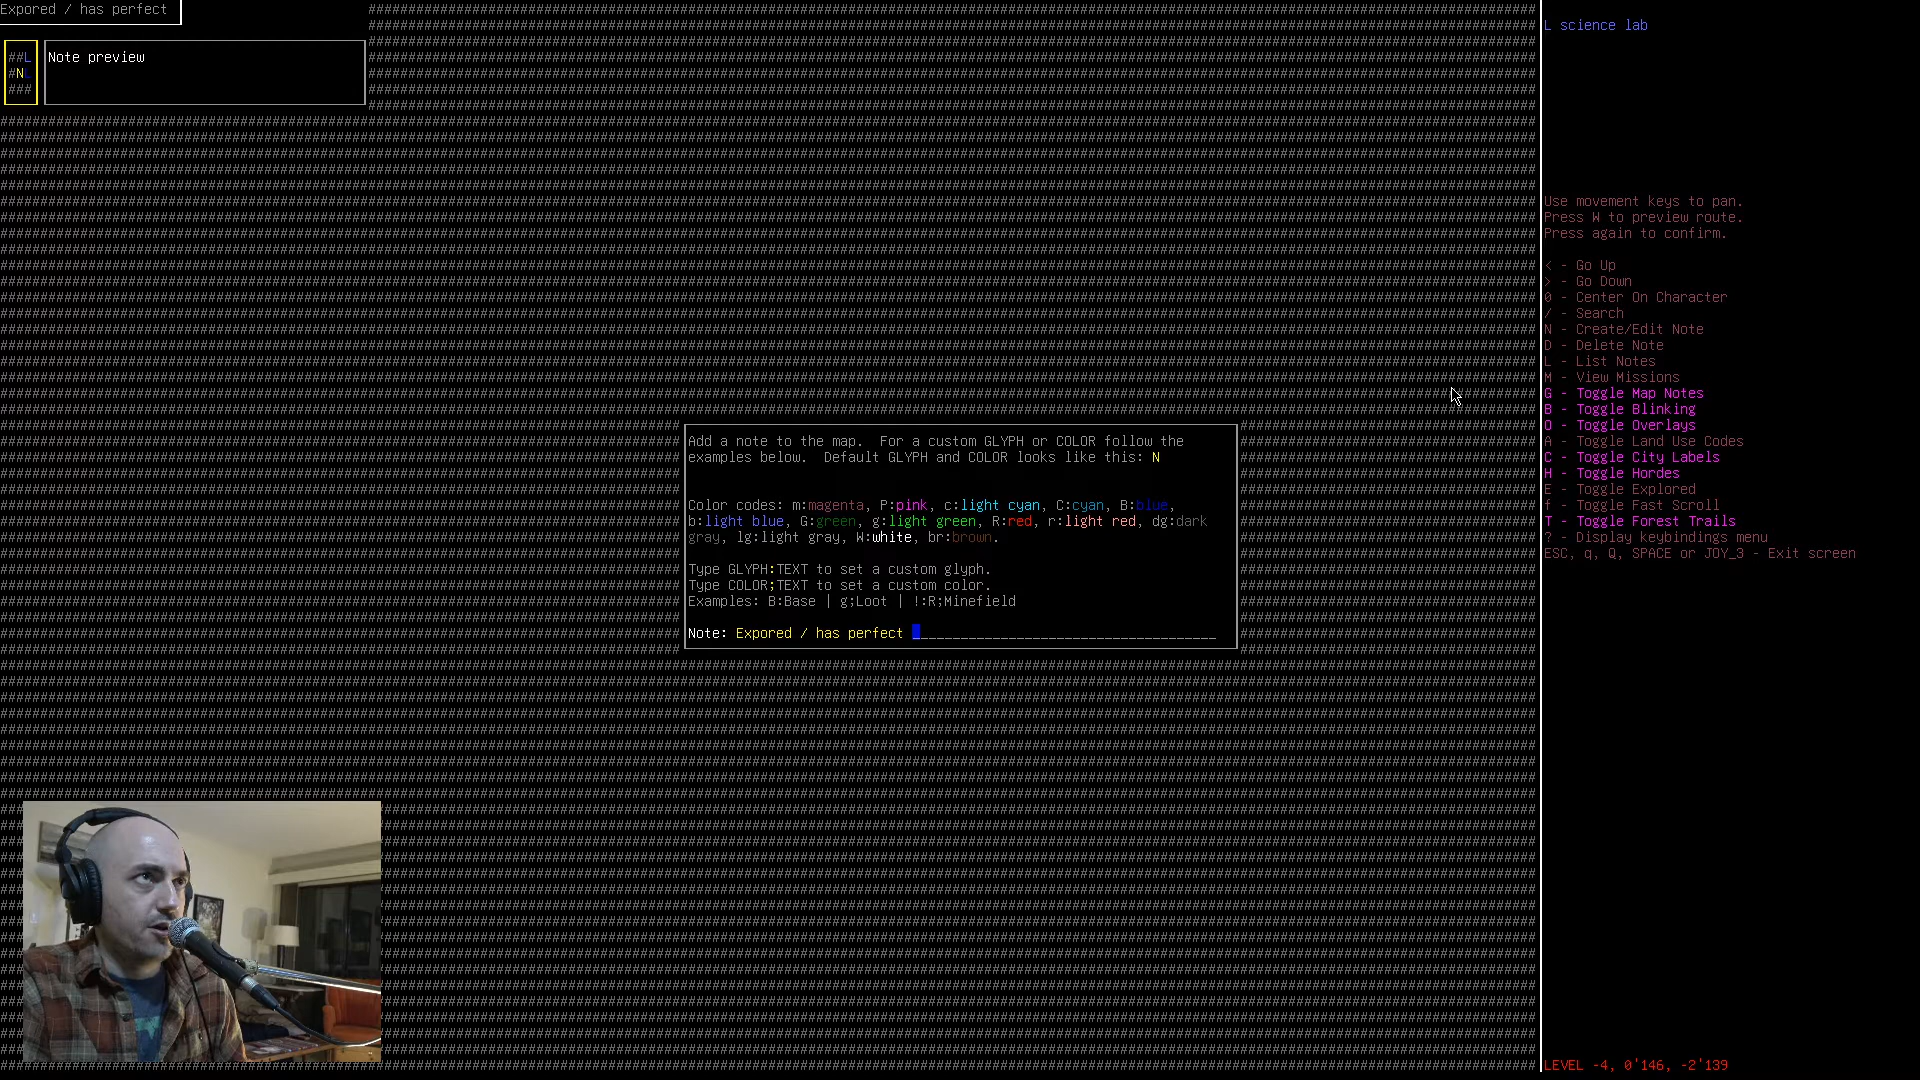 Expored / has perfect
##L
#NL
###
Note preview
L science lab
Use movement keys to pan.
Press W to preview route.
Press again to confirm.
< - Go Up
> - Go Down
0 - Center On Character
/ - Search
N - Create/Edit Note
D - Delete Note
L - List Notes
M - View Missions
G - Toggle Map Notes
B - Toggle Blinking
O - Toggle Overlays
A - Toggle Land Use Codes
C - Toggle City Labels
H - Toggle Hordes
E - Toggle Explored
f - Toggle Fast Scroll
T - Toggle Forest Trails
? - Display keybindings menu
ESC, q, Q, SPACE or JOY_3 - Exit screen
Add a note to the map.  For a custom GLYPH or COLOR follow the
examples below.  Default GLYPH and COLOR looks like this: N
Color codes: m:magenta, P:pink, c:light cyan, C:cyan, B:blue,
b:light blue, G:green, g:light green, R:red, r:light red, dg:dark
gray, lg:light gray, W:white, br:brown.
Type GLYPH:TEXT to set a custom glyph.
Type COLOR;TEXT to set a custom color.
Examples: B:Base | g;Loot | !:R;Minefield
Note: Expored / has perfect
LEVEL -4, 0'146, -2'139